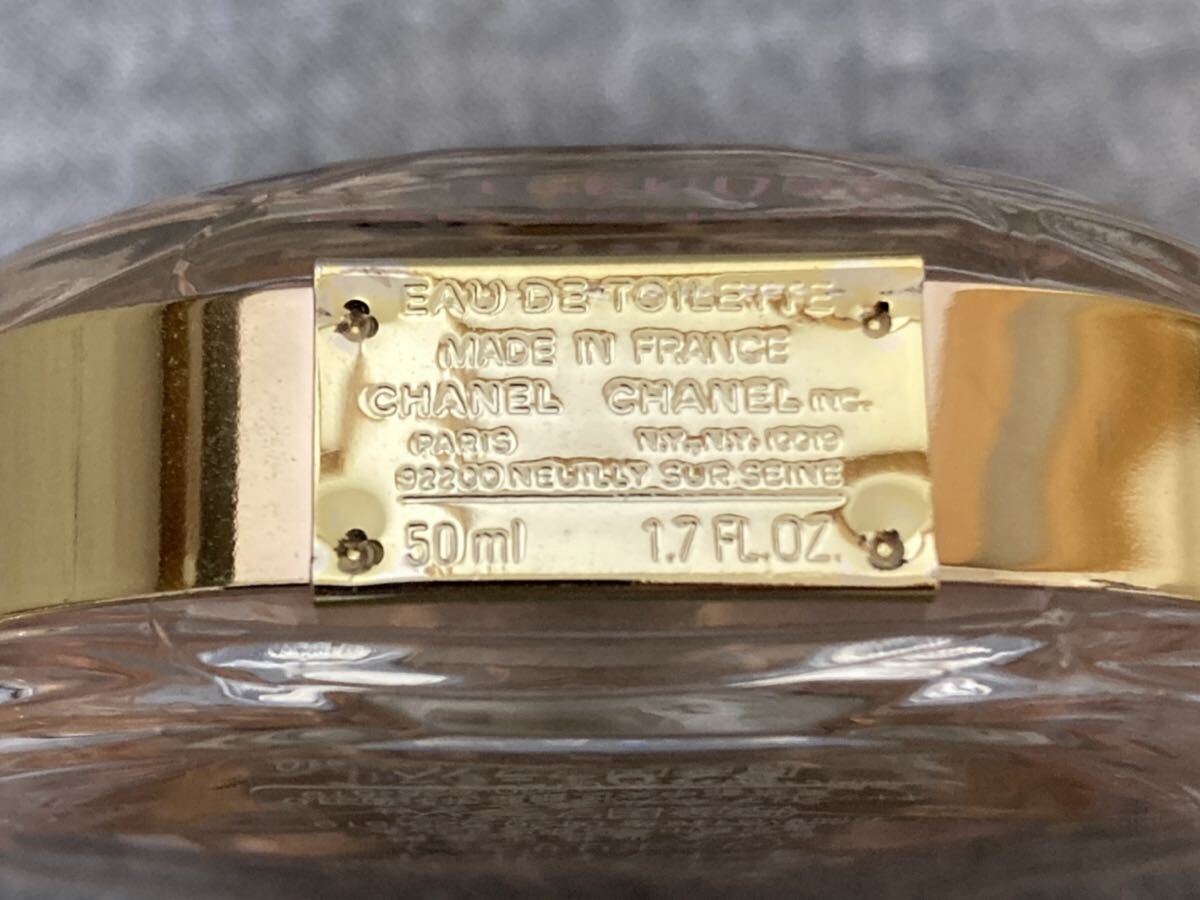 EAU DE TOILETTE
MADE IN FRANCE
CHANEL CHANEL INC.
(PARIS) N.Y., N.Y. 10019
92200 NEUILLY SUR SEINE
50ml 1.7 FL.OZ.